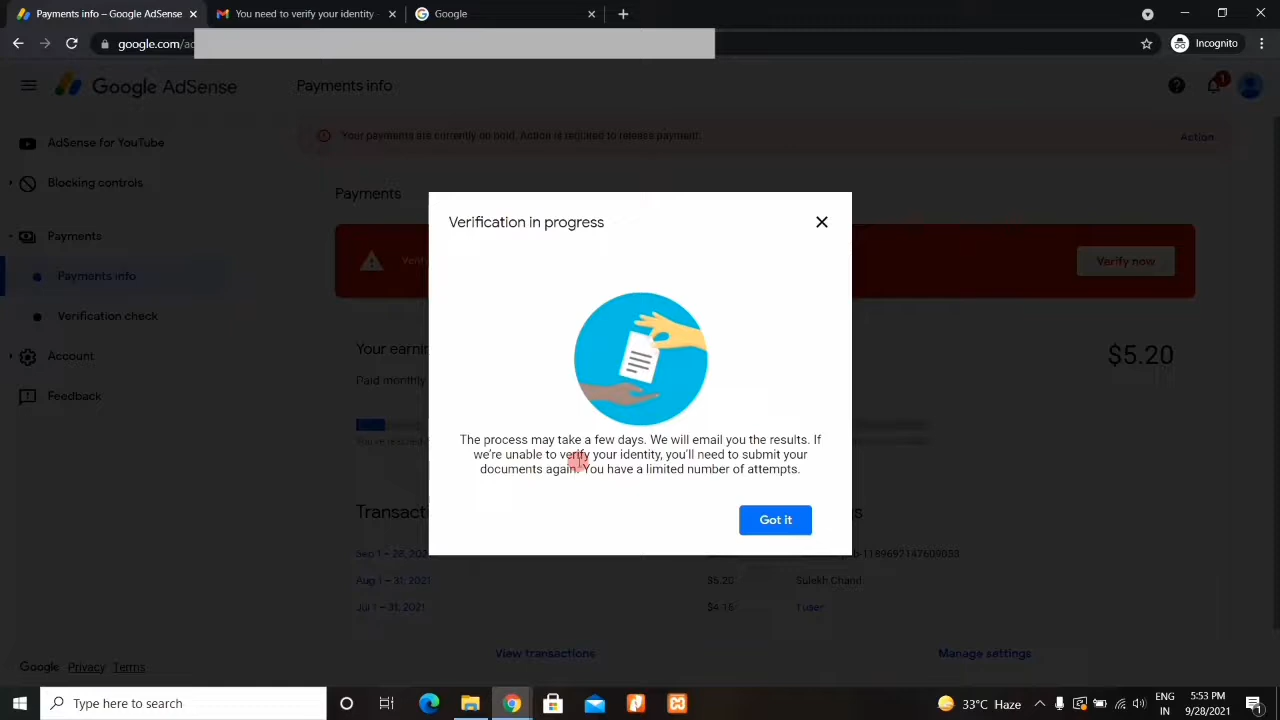 Payments info - Google AdSense
You need to verify your identity
Google
google.com/ad
Incognito
Google AdSense
Payments info
1
AdSense for YouTube
Your payments are currently on hold. Action is required to release payment.
Action
Blocking controls
Payments
Verification in progress
Payments
Verify now
Payments info
Verification check
Your earnin
$5.20
Account
Paid monthly
Feedback
The process may take a few days. We will email you the results. If
we're unable to verify your identity, you'll need to submit your
documents again. You have a limited number of attempts.
Transacti
Got it
Aug 1 – 31, 2021
$5.20
Sulekh Chand
Jul 1 – 31, 2021
$4.15
1 user
View transactions
Manage settings
Google
Privacy
Terms
Type here to search
33°C Haze
ENG
IN
5:53 PM
9/28/2021